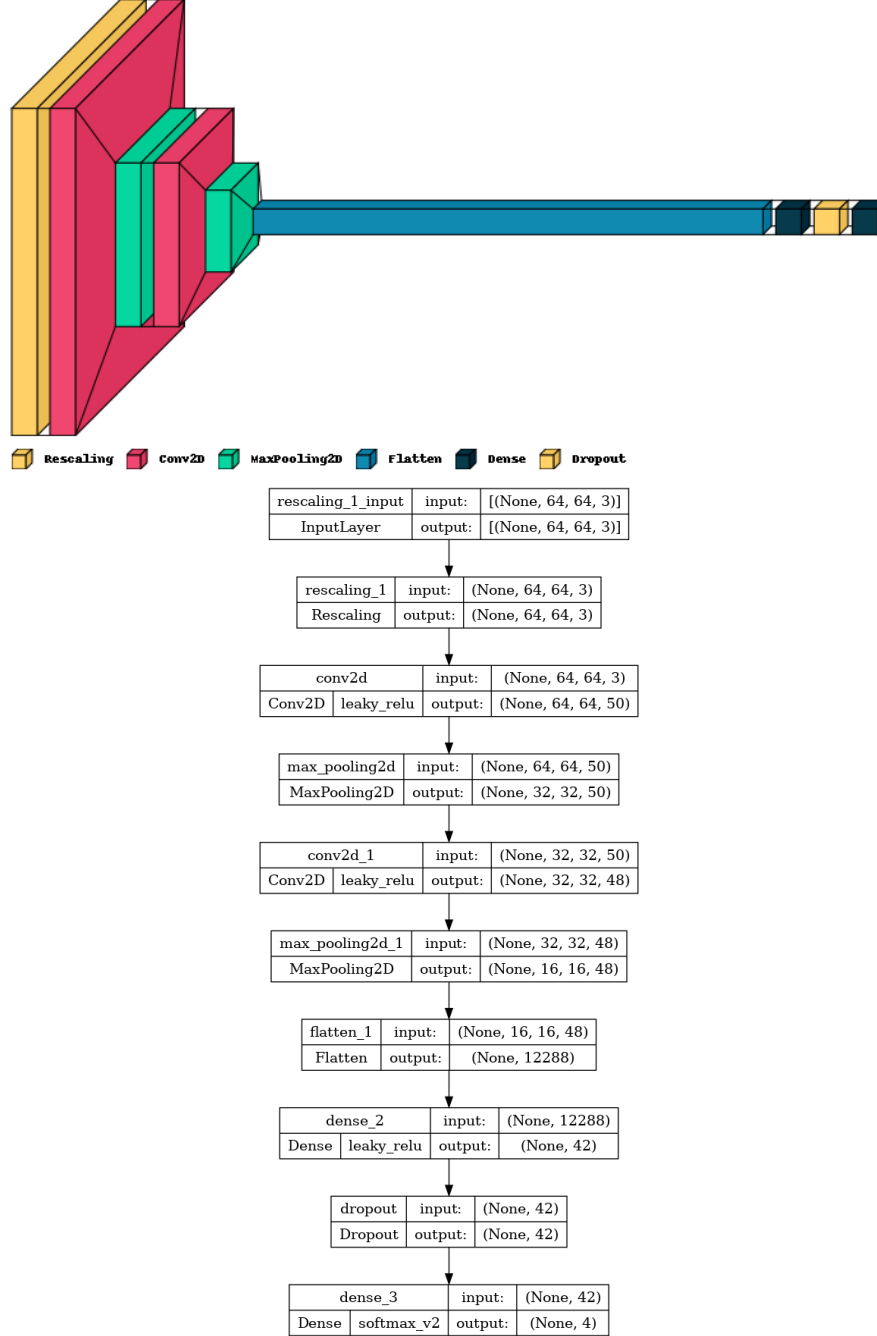 Rescaling Conv2D MaxPooling2D Flatten Dense Dropout
rescaling_1_input input: [(None, 64, 64, 3)]
InputLayer output: [(None, 64, 64, 3)]
rescaling_1 input: (None, 64, 64, 3)
Rescaling output: (None, 64, 64, 3)
conv2d input: (None, 64, 64, 3)
Conv2D leaky_relu output: (None, 64, 64, 50)
max_pooling2d input: (None, 64, 64, 50)
MaxPooling2D output: (None, 32, 32, 50)
conv2d_1 input: (None, 32, 32, 50)
Conv2D leaky_relu output: (None, 32, 32, 48)
max_pooling2d_1 input: (None, 32, 32, 48)
MaxPooling2D output: (None, 16, 16, 48)
flatten_1 input: (None, 16, 16, 48)
Flatten output: (None, 12288)
dense_2 input: (None, 12288)
Dense leaky_relu output: (None, 42)
dropout input: (None, 42)
Dropout output: (None, 42)
dense_3 input: (None, 42)
Dense softmax_v2 output: (None, 4)